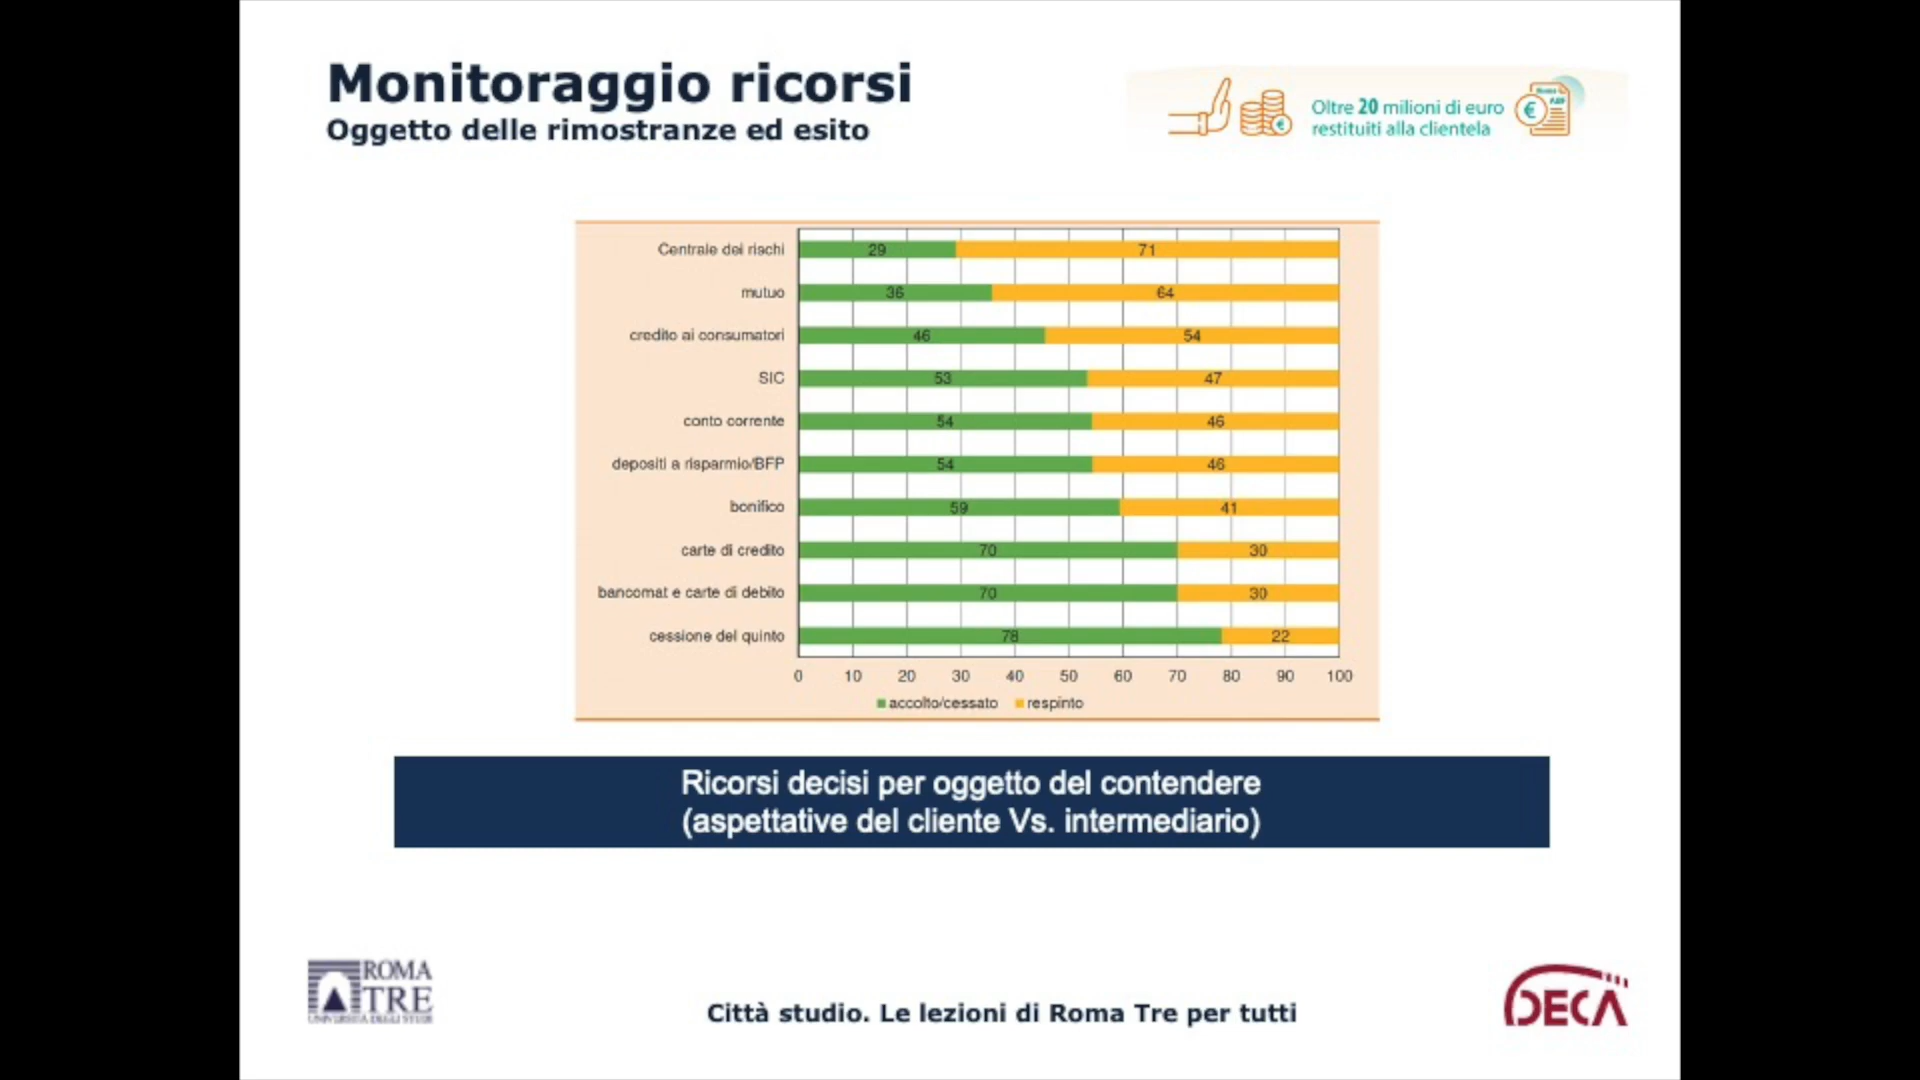 Monitoraggio ricorsi
Oggetto delle rimostranze ed esito
Oltre 20 milioni di euro
restituiti alla clientela
Centrale dei rischi 29 71
mutuo 36 64
credito ai consumatori 46 54
SIC 53 47
conto corrente 54 46
depositi a risparmio/BFP 54 46
bonifico 59 41
carte di credito 70 30
bancomat e carte di debito 70 30
cessione del quinto 78 22
0 10 20 30 40 50 60 70 80 90 100
accolto/cessato respinto
Ricorsi decisi per oggetto del contendere
(aspettative del cliente Vs. intermediario)
ROMA
TRE
UNIVERSITÀ DEGLI STUDI
Città studio. Le lezioni di Roma Tre per tutti
DECA